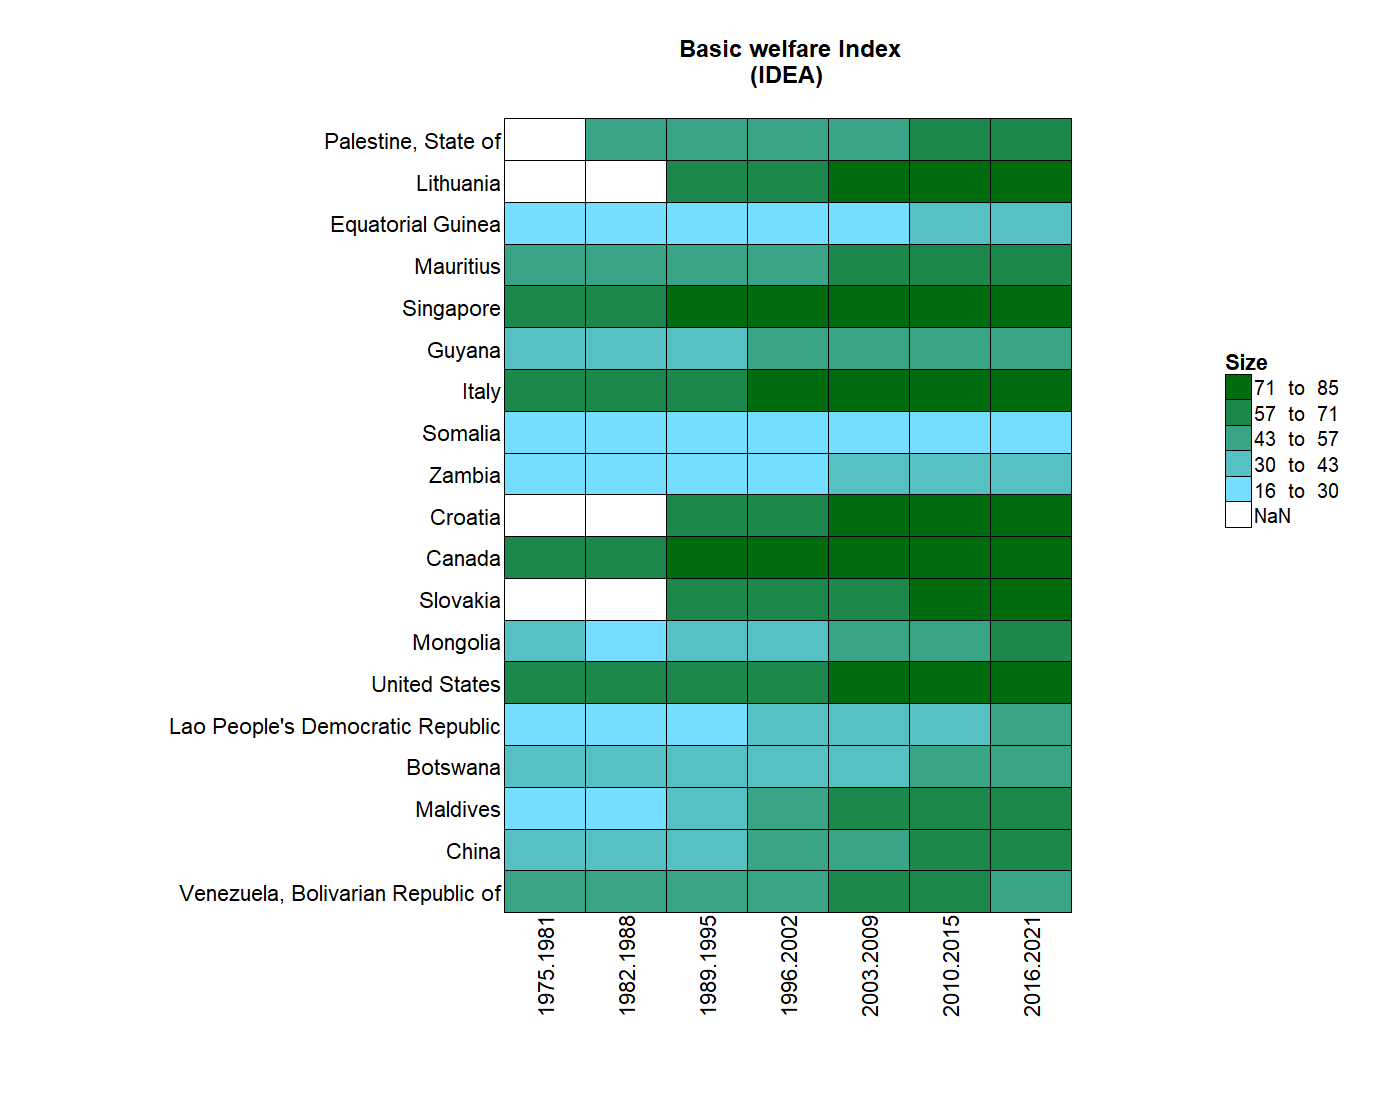 Basic welfare Index
(IDEA)
Palestine, State of
Lithuania
Equatorial Guinea
Mauritius
Singapore
Guyana
Italy
Somalia
Zambia
Croatia
Canada
Slovakia
Mongolia
United States
Lao People's Democratic Republic
Botswana
Maldives
China
Venezuela, Bolivarian Republic of
1975.1981
1982.1988
1989.1995
1996.2002
2003.2009
2010.2015
2016.2021
Size
71 to 85
57 to 71
43 to 57
30 to 43
16 to 30
NaN